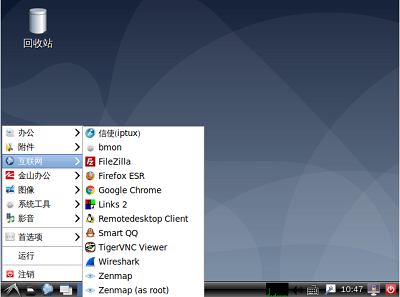 回收站
办公
附件
互联网
金山办公
图像
系统工具
影音
首选项
运行
注销
信使(iptux)
bmon
FileZilla
Firefox ESR
Google Chrome
Links 2
Remotedesktop Client
Smart QQ
TigerVNC Viewer
Wireshark
Zenmap
Zenmap (as root)
10:47